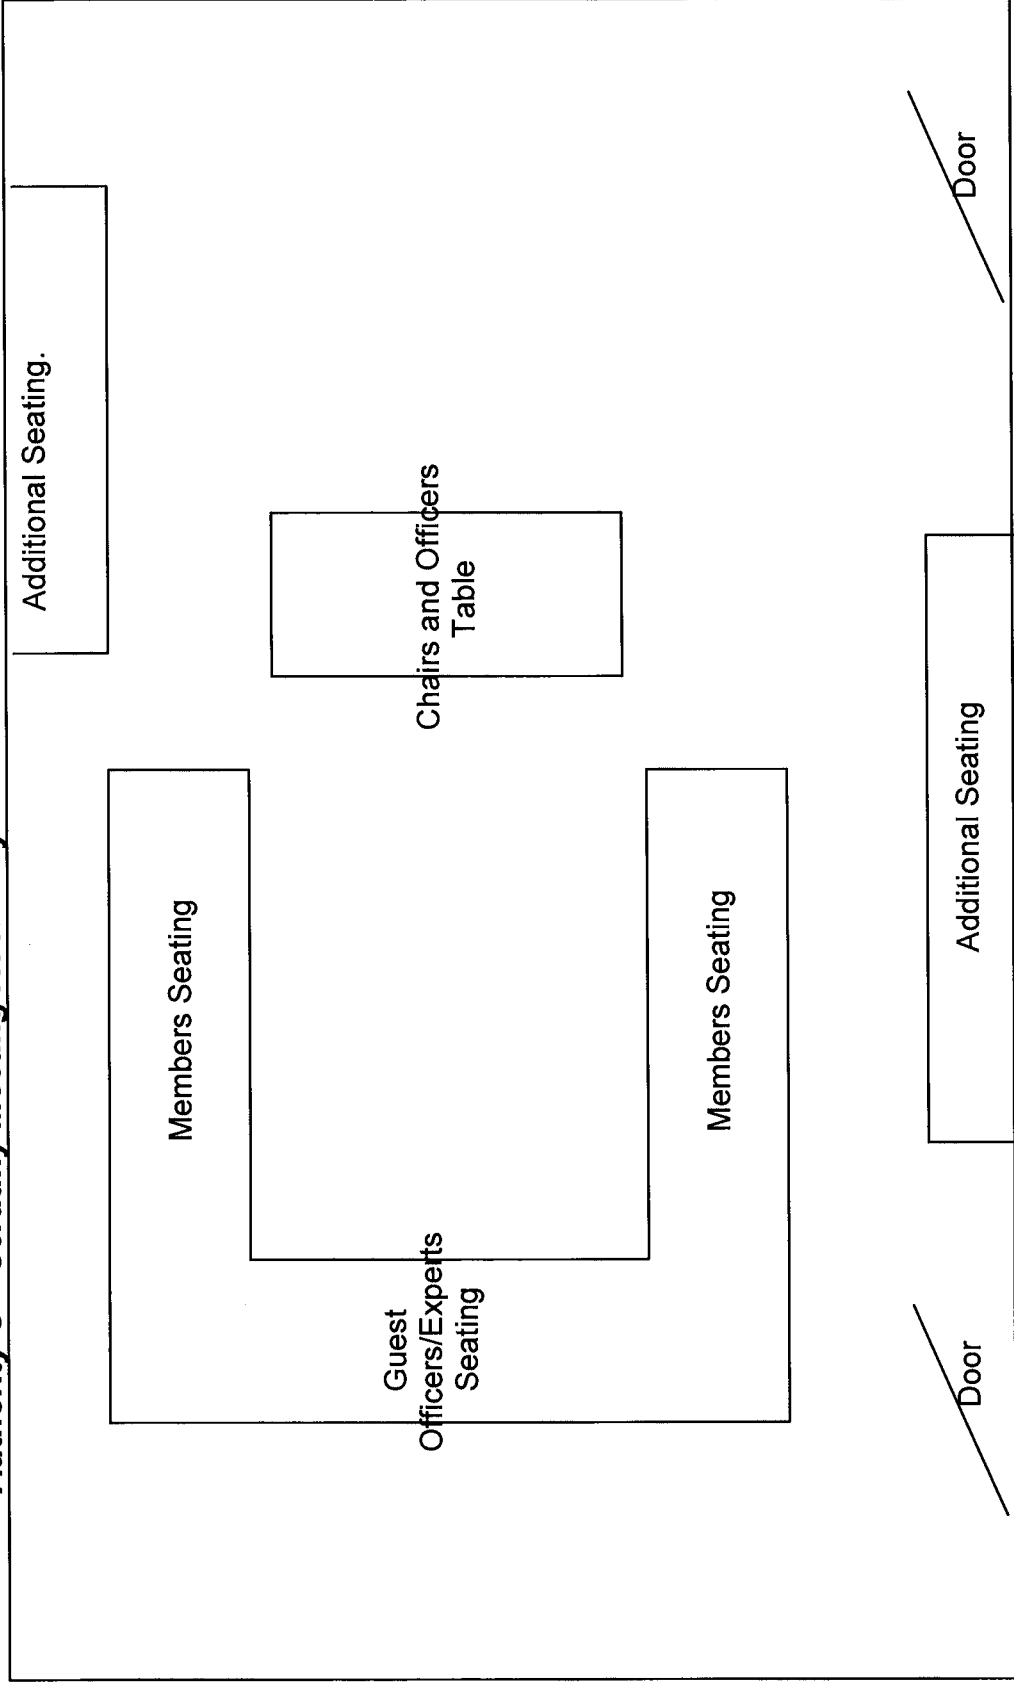 Additional Seating.
Members Seating
Chairs and Officers
Table
Guest
Officers/Experts
Seating
Members Seating
Additional Seating
Door
Door